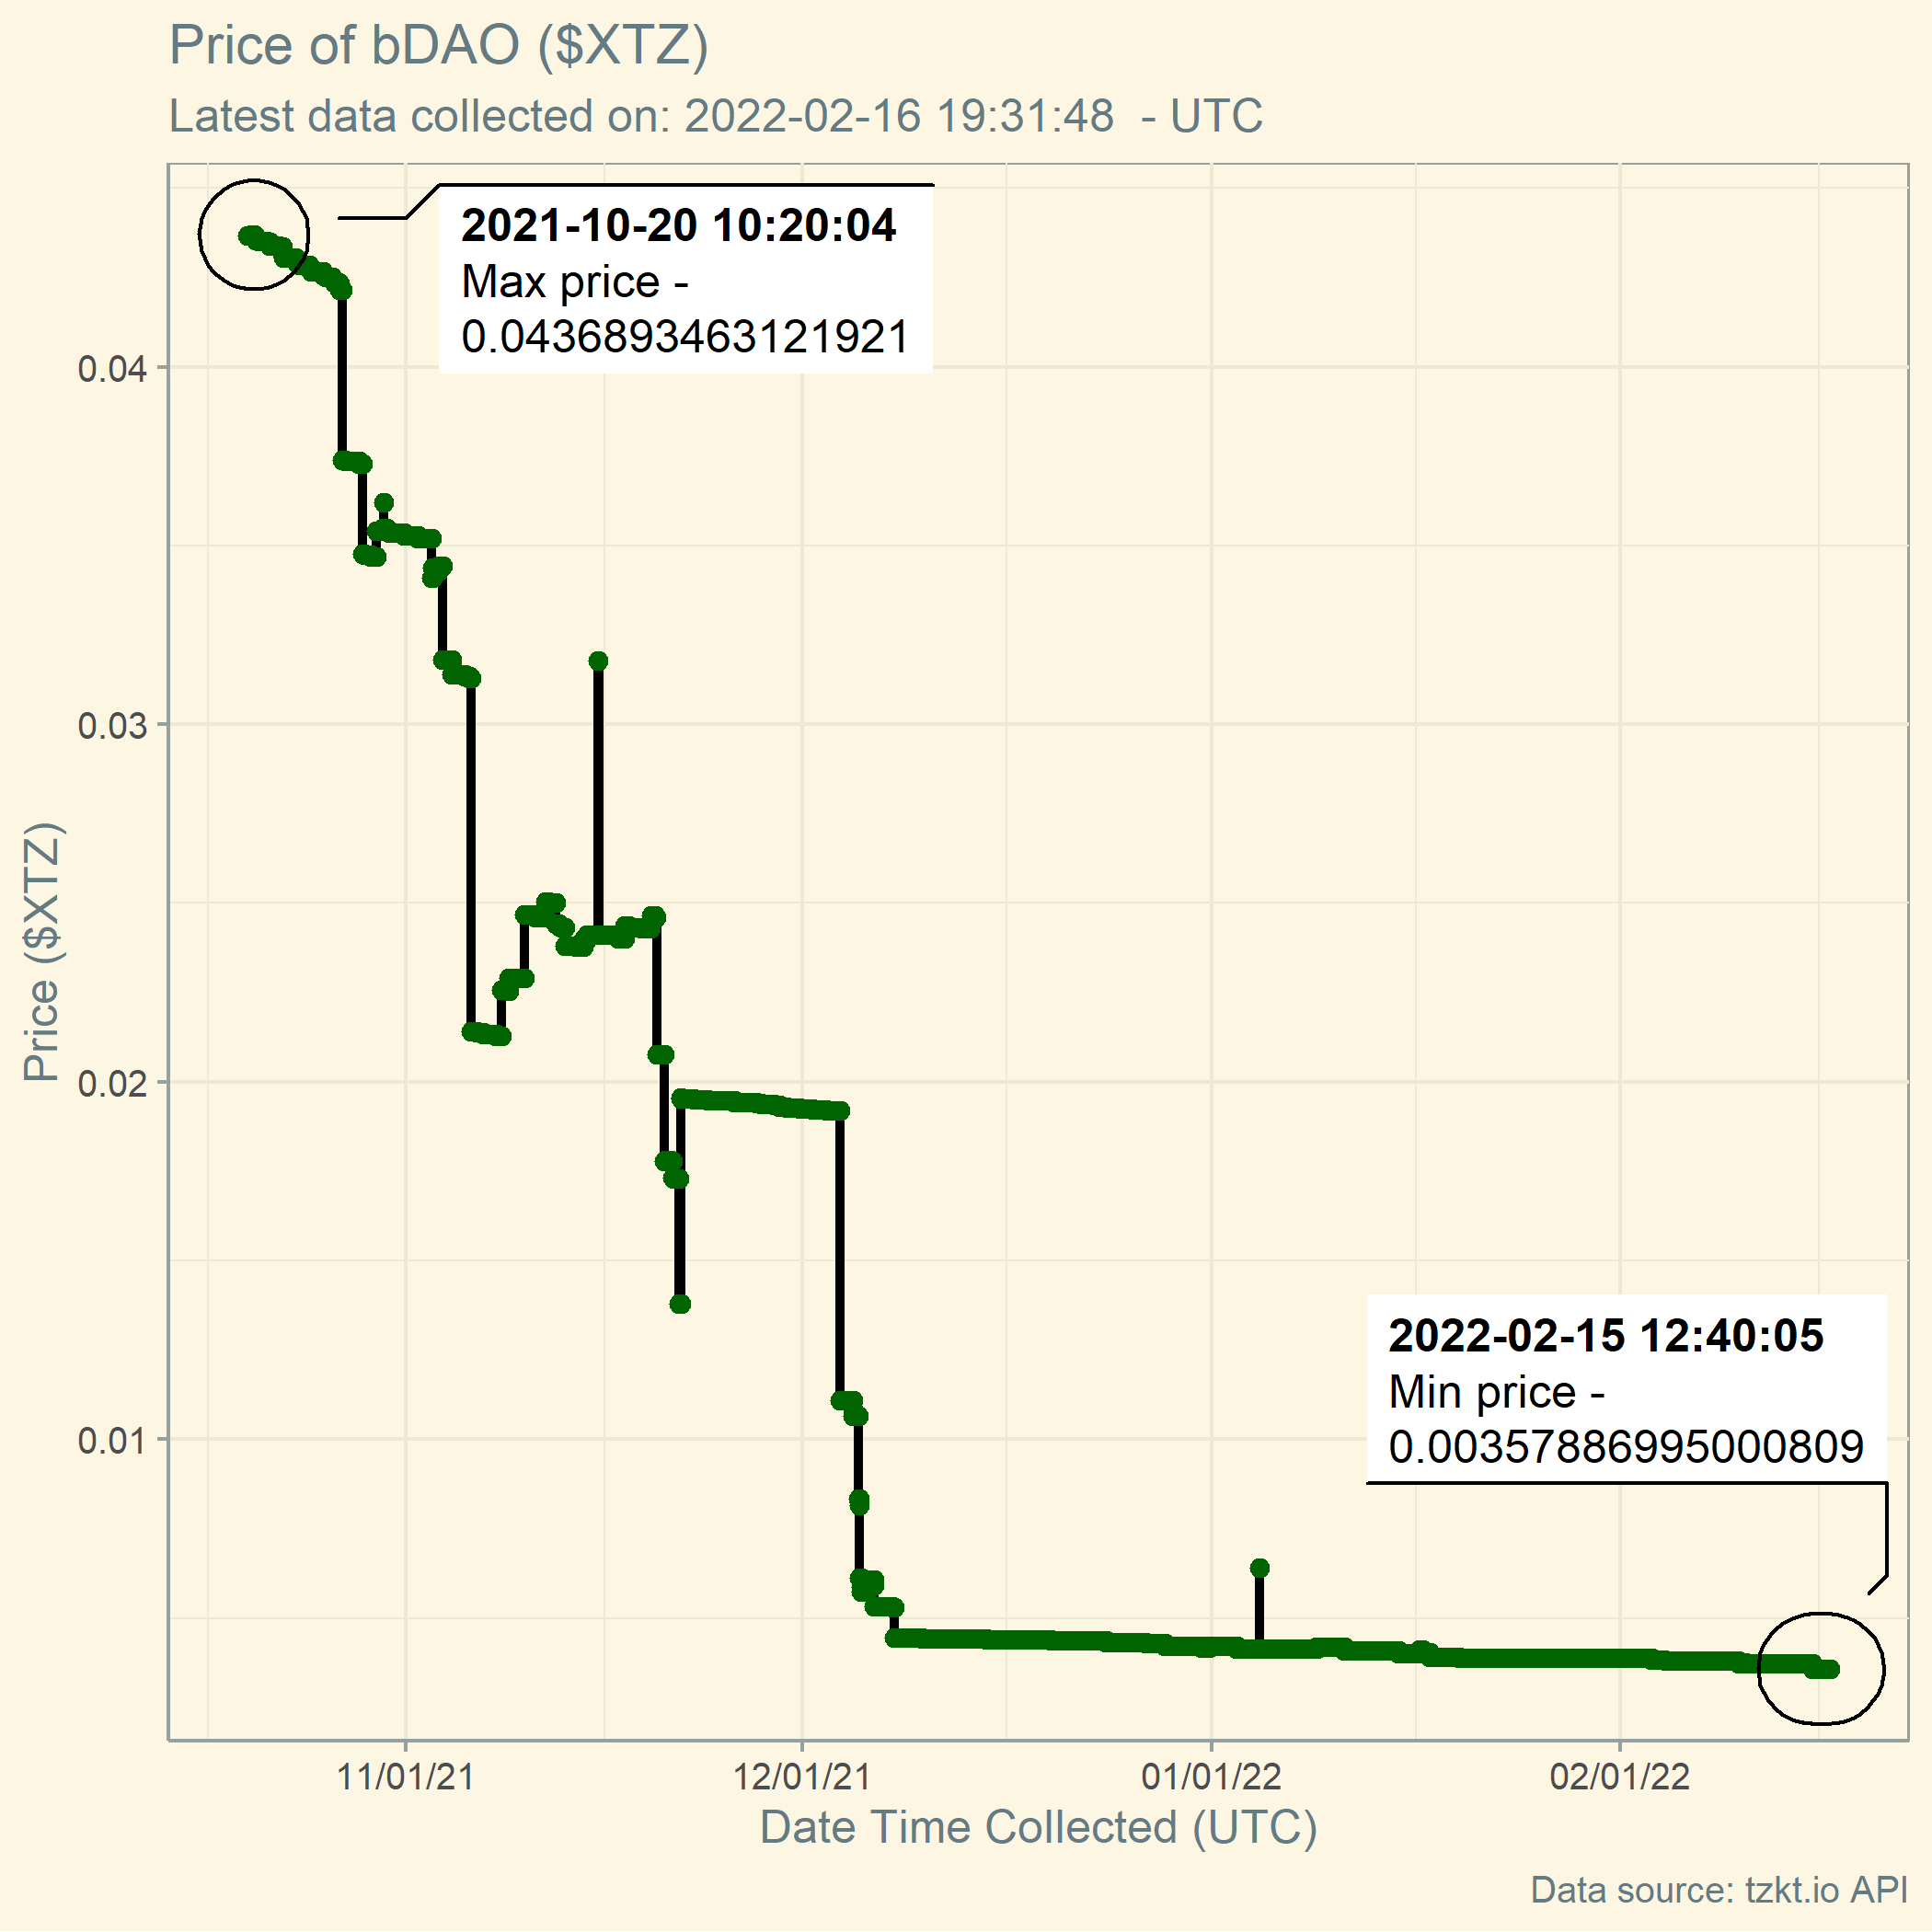 Price of bDAO ($XTZ)
Latest data collected on: 2022-02-16 19:31:48  - UTC
2021-10-20 10:20:04
Max price -
0.0436893463121921
0.04
0.03
0.02
0.01
Price ($XTZ)
2022-02-15 12:40:05
Min price -
0.00357886995000809
11/01/21
12/01/21
01/01/22
02/01/22
Date Time Collected (UTC)
Data source: tzkt.io API